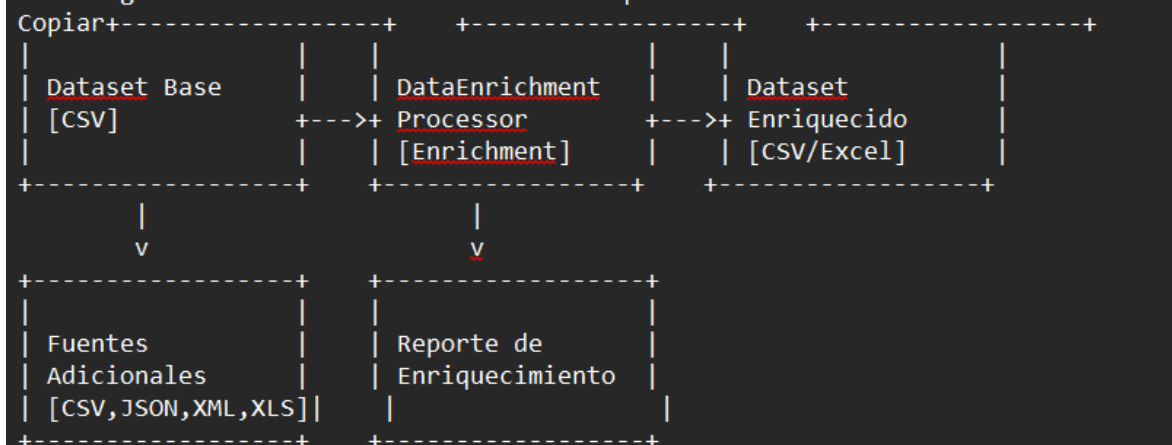 Copiar+------------------+    +------------------+    +------------------+
|                  |    |                  |    |                  |
| Dataset Base     |    | DataEnrichment   |    | Dataset          |
| [CSV]            +--->+ Processor        +--->+ Enriquecido      |
|                  |    | [Enrichment]     |    | [CSV/Excel]      |
+------------------+    +-----------------+    +------------------+
        |                      |
        v                      v
+------------------+    +------------------+
|                  |    |                  |
| Fuentes          |    | Reporte de       |
| Adicionales      |    | Enriquecimiento  |
| [CSV,JSON,XML,XLS]|    |                  |
+------------------+    +------------------+